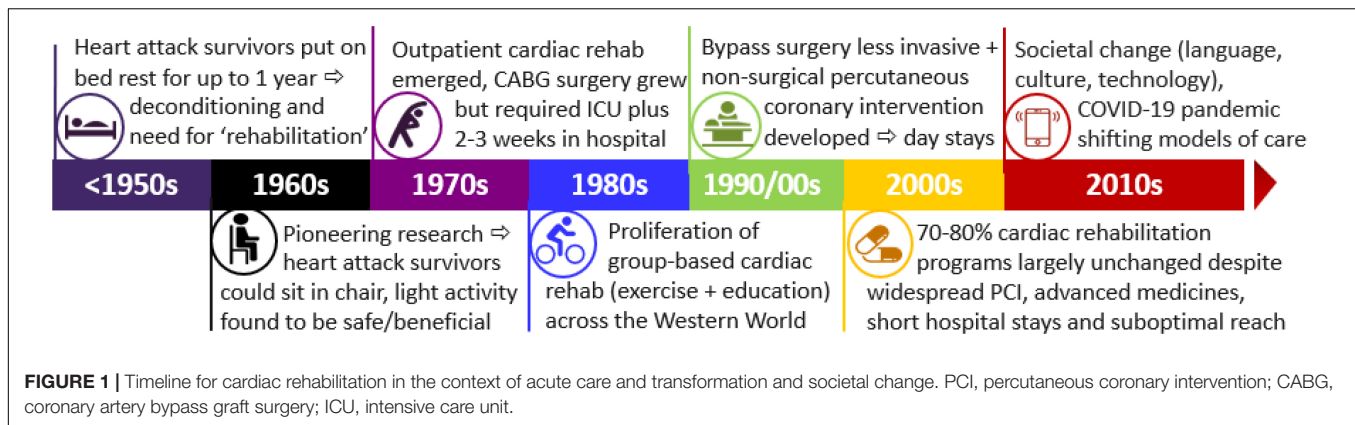 Heart attack survivors put on
bed rest for up to 1 year ⇨
deconditioning and
need for ‘rehabilitation’
Outpatient cardiac rehab
emerged, CABG surgery grew
but required ICU plus
2-3 weeks in hospital
Bypass surgery less invasive +
non-surgical percutaneous
coronary intervention
developed ⇨ day stays
Societal change (language,
culture, technology),
COVID-19 pandemic
shifting models of care
<1950s 1960s 1970s 1980s 1990/00s 2000s 2010s
Pioneering research ⇨
heart attack survivors
could sit in chair, light activity
found to be safe/beneficial
Proliferation of
group-based cardiac
rehab (exercise + education)
across the Western World
70-80% cardiac rehabilitation
programs largely unchanged despite
widespread PCI, advanced medicines,
short hospital stays and suboptimal reach
FIGURE 1 | Timeline for cardiac rehabilitation in the context of acute care and transformation and societal change. PCI, percutaneous coronary intervention; CABG,
coronary artery bypass graft surgery; ICU, intensive care unit.